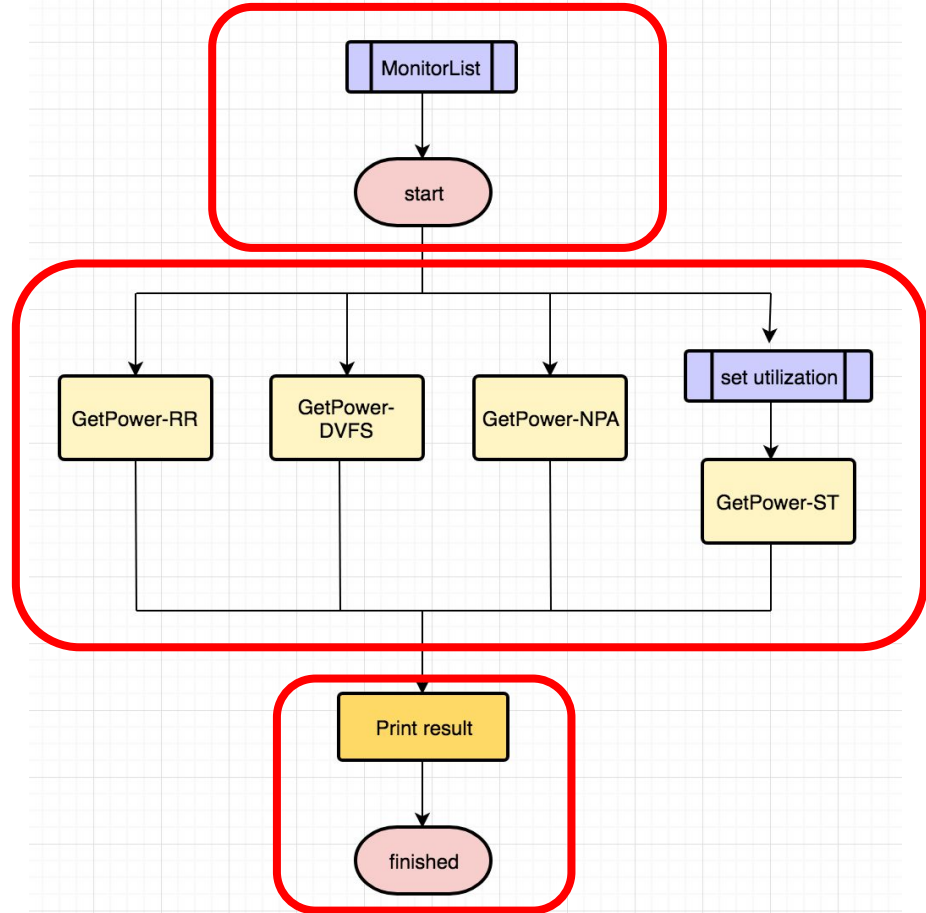 MonitorList
start
set utilization
GetPower-RR
GetPower-
DVFS
GetPower-NPA
GetPower-ST
Print result
finished